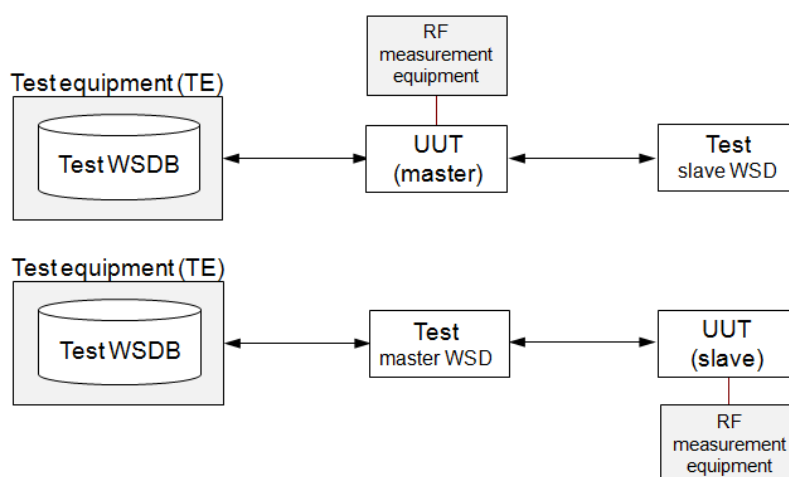 RF
measurement
equipment
Test equipment (TE)
Test WSDB
UUT
(master)
Test
slave WSD
Test equipment (TE)
Test WSDB
Test
master WSD
UUT
(slave)
RF
measurement
equipment